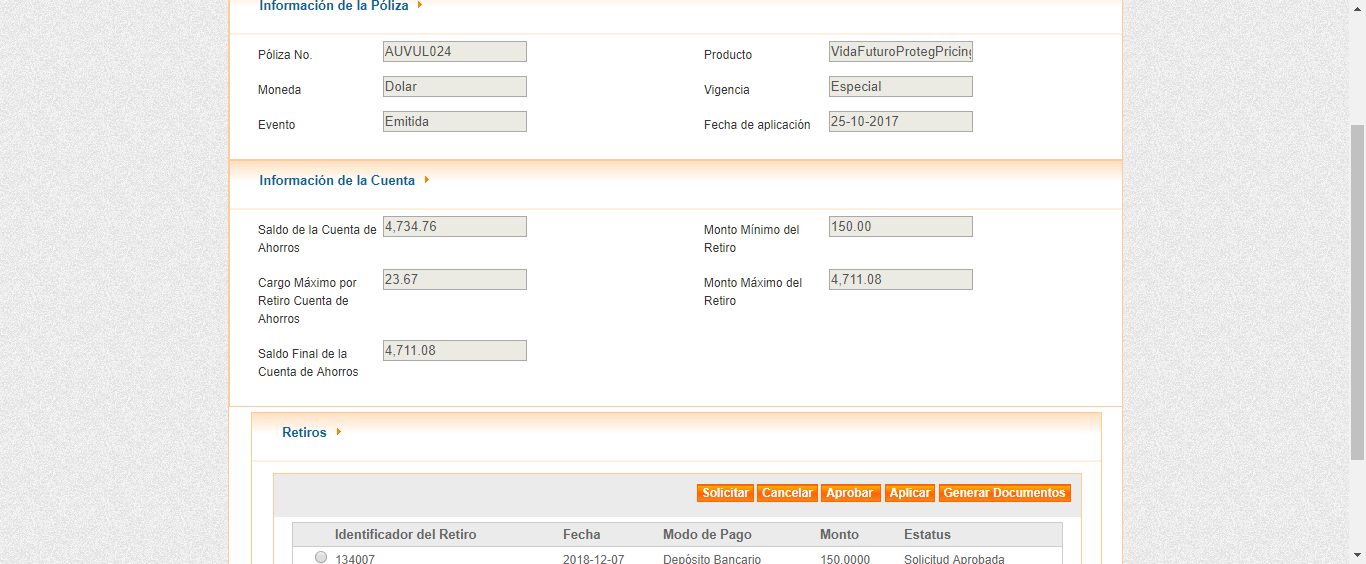 Información de la Póliza
Póliza No. AUVUL024 Producto VidaFuturoProtegPricing
Moneda Dolar Vigencia Especial
Evento Emitida Fecha de aplicación 25-10-2017
Información de la Cuenta
Saldo de la Cuenta de Ahorros 4,734.76 Monto Mínimo del Retiro 150.00
Cargo Máximo por Retiro Cuenta de Ahorros 23.67 Monto Máximo del Retiro 4,711.08
Saldo Final de la Cuenta de Ahorros 4,711.08
Retiros
Solicitar Cancelar Aprobar Aplicar Generar Documentos
Identificador del Retiro Fecha Modo de Pago Monto Estatus
134007 2018-12-07 Depósito Bancario 150.0000 Solicitud Aprobada